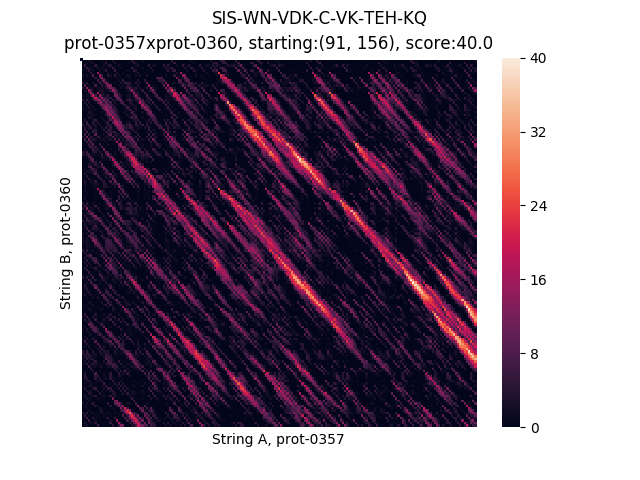 SIS-WN-VDK-C-VK-TEH-KQ
prot-0357xprot-0360, starting:(91, 156), score:40.0
String B, prot-0360
String A, prot-0357
40
32
24
16
8
0